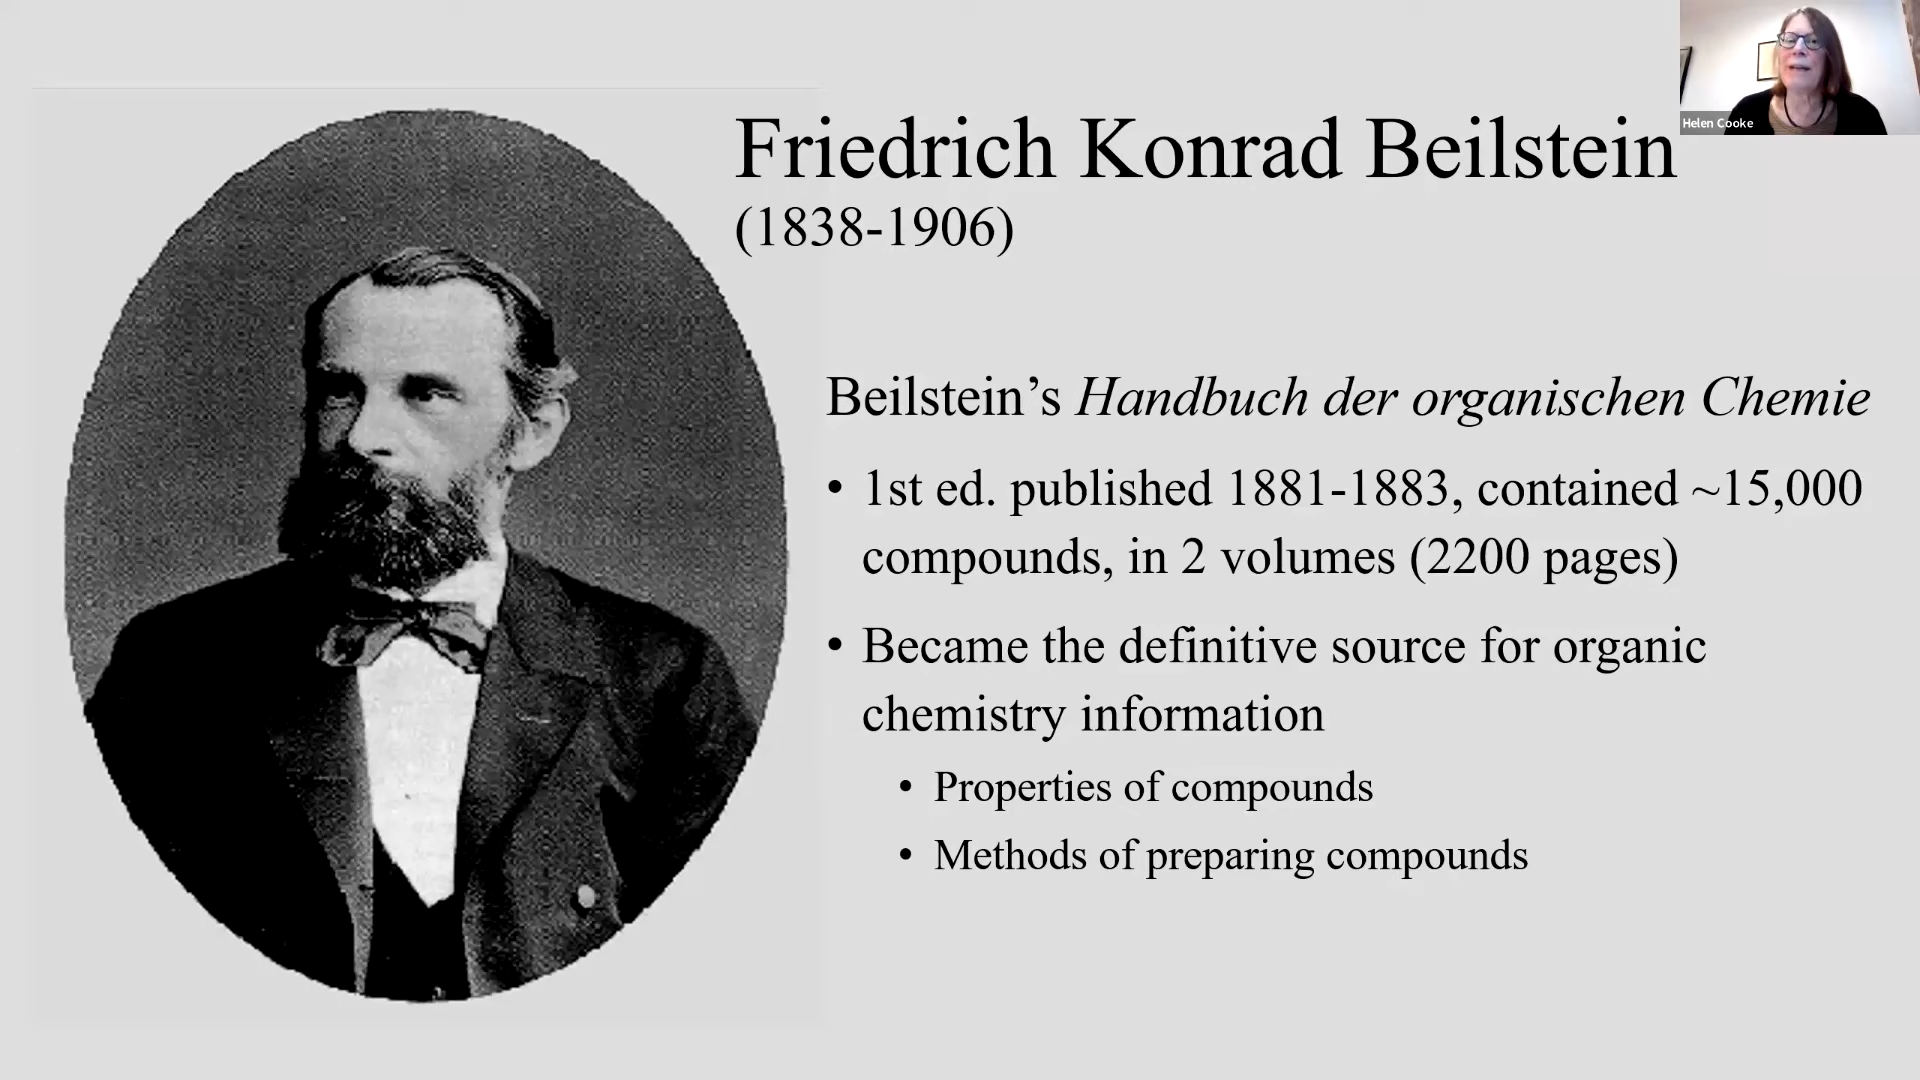 Helen Cooke
Friedrich Konrad Beilstein
(1838-1906)
Beilstein’s Handbuch der organischen Chemie
• 1st ed. published 1881-1883, contained ~15,000
compounds, in 2 volumes (2200 pages)
• Became the definitive source for organic
chemistry information
• Properties of compounds
• Methods of preparing compounds